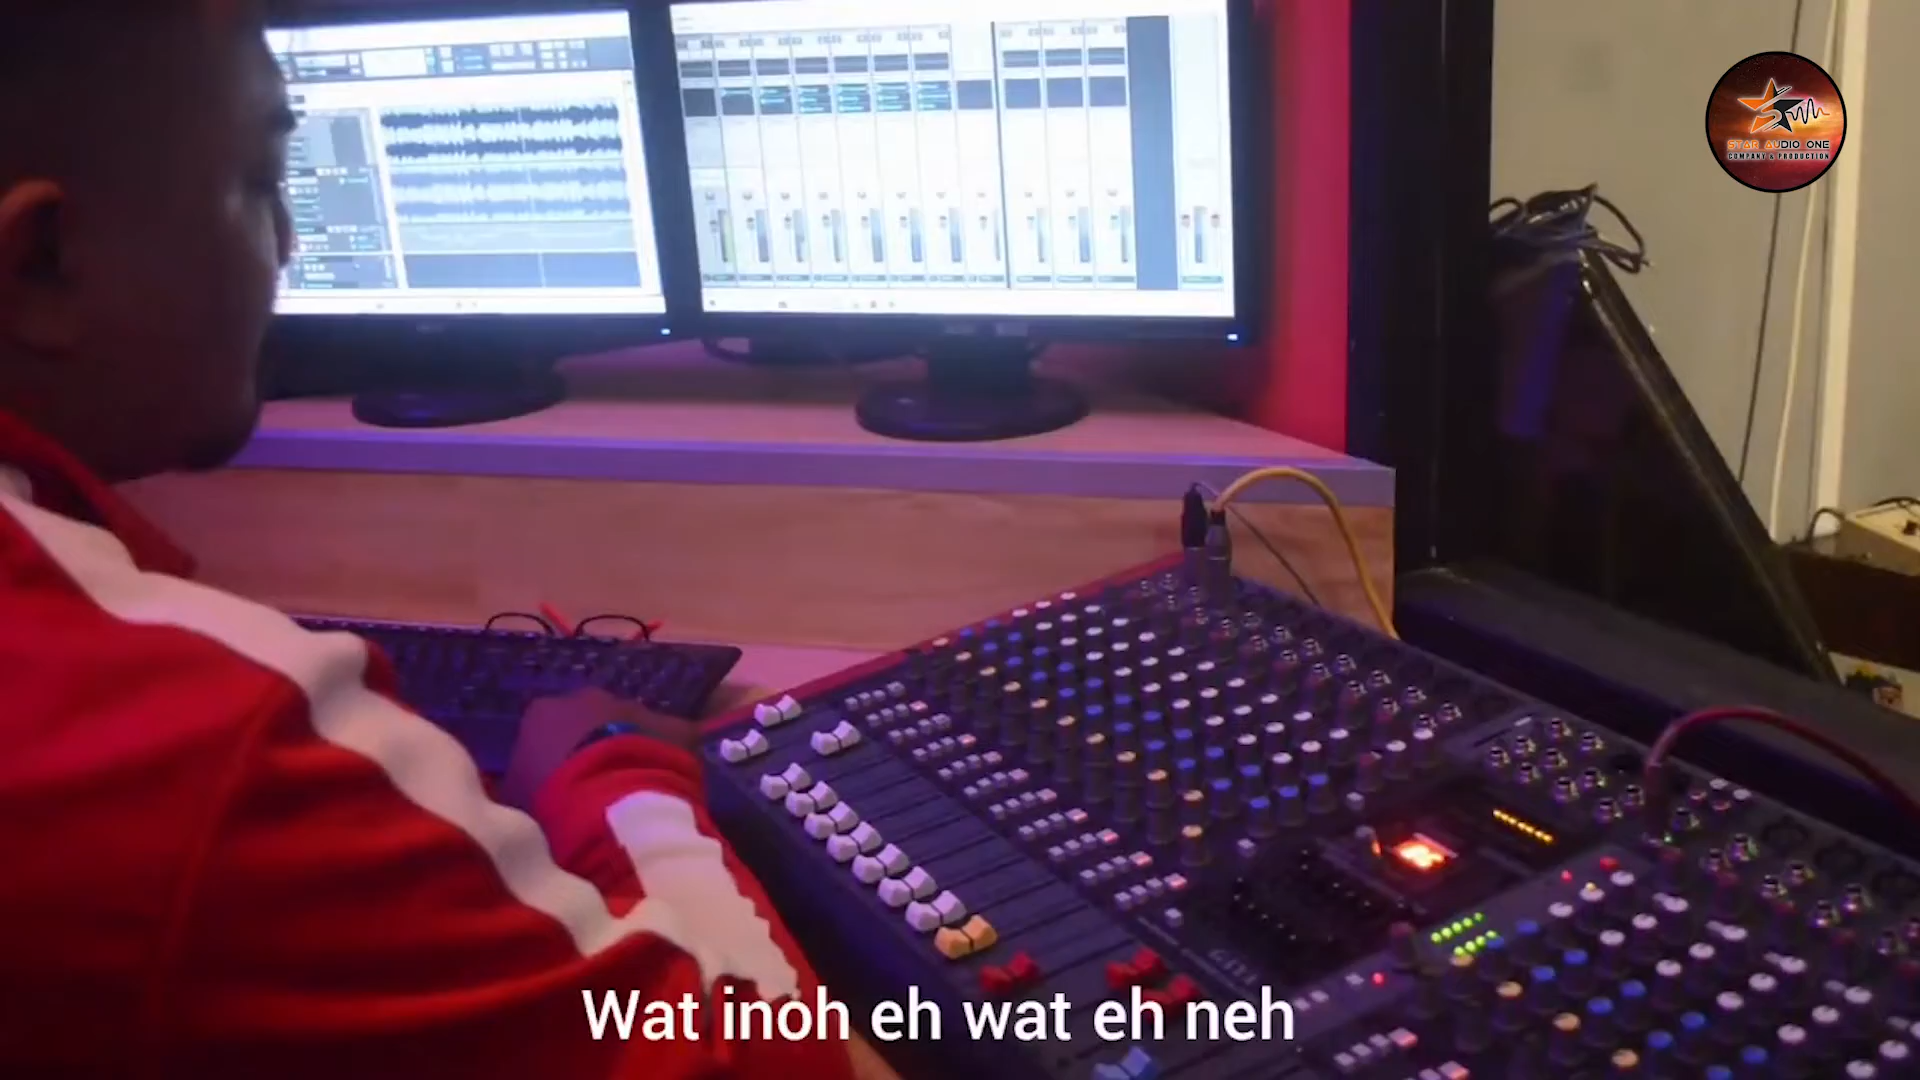 STAR AUDIO ONE
COMPANY & PRODUCTION
Wat inoh eh wat eh neh